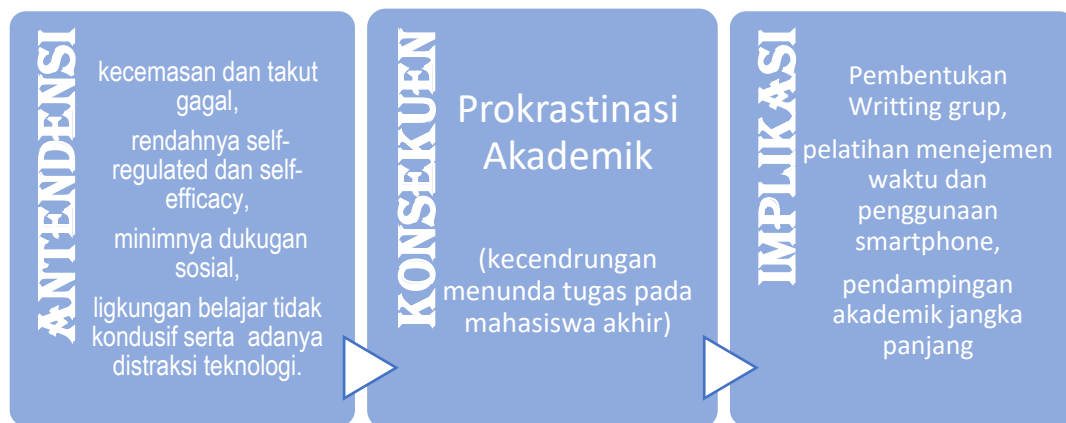 ANTENDENSI
kecemasan dan takut
gagal,
rendahnya self-
regulated dan self-
efficacy,
minimnya dukugan
sosial,
ligkungan belajar tidak
kondusif serta adanya
distraksi teknologi.
KONSEKUEN
Prokrastinasi
Akademik
(kecendrungan
menunda tugas pada
mahasiswa akhir)
IMPLIKASI
Pembentukan
Writting grup,
pelatihan menejemen
waktu dan
penggunaan
smartphone,
pendampingan
akademik jangka
panjang